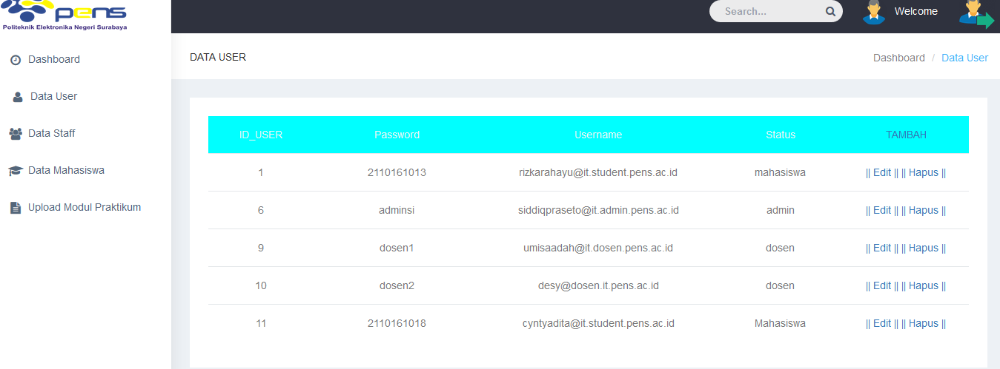 pens
Politeknik Elektronika Negeri Surabaya
Search...
Welcome
Dashboard
Data User
Data Staff
Data Mahasiswa
Upload Modul Praktikum
DATA USER
Dashboard / Data User
ID_USER Password Username Status TAMBAH
1 2110161013 rizkarahayu@it.student.pens.ac.id mahasiswa || Edit || || Hapus ||
6 adminsi siddiqpraseto@it.admin.pens.ac.id admin || Edit || || Hapus ||
9 dosen1 umisaadah@it.dosen.pens.ac.id dosen || Edit || || Hapus ||
10 dosen2 desy@dosen.it.pens.ac.id dosen || Edit || || Hapus ||
11 2110161018 cyntyadita@it.student.pens.ac.id Mahasiswa || Edit || || Hapus ||